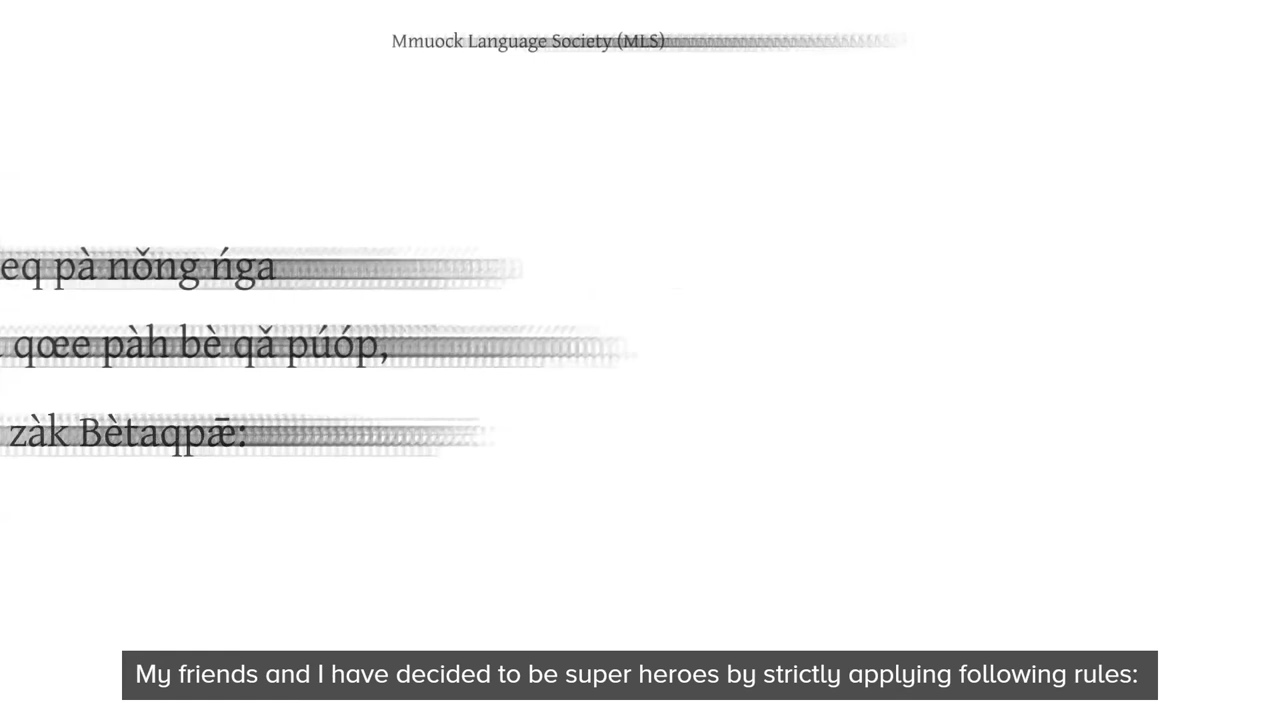 Mmuock Language Society (MLS)
eq pà nǒng ńga
qœe pàh bè qǎ púóp,
zàk Bètaqpǣ:
My friends and I have decided to be super heroes by strictly applying following rules: